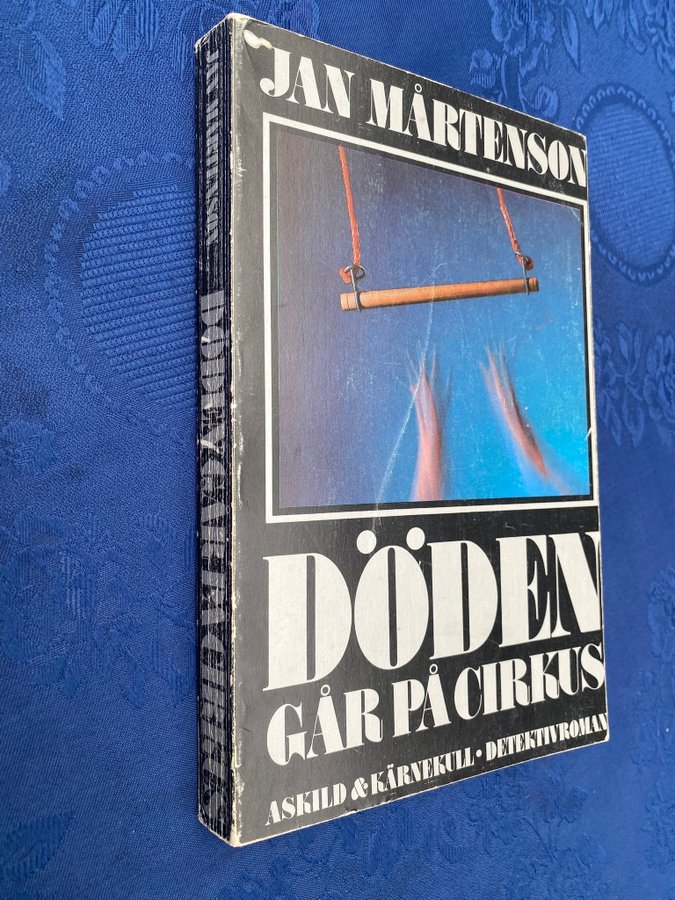 JAN MÅRTENSON
DÖDEN
GÅR PÅ CIRKUS
ASKILD & KÄRNEKULL • DETEKTIVROMAN
JAN MÅRTENSON DÖDEN GÅR PÅ CIRKUS